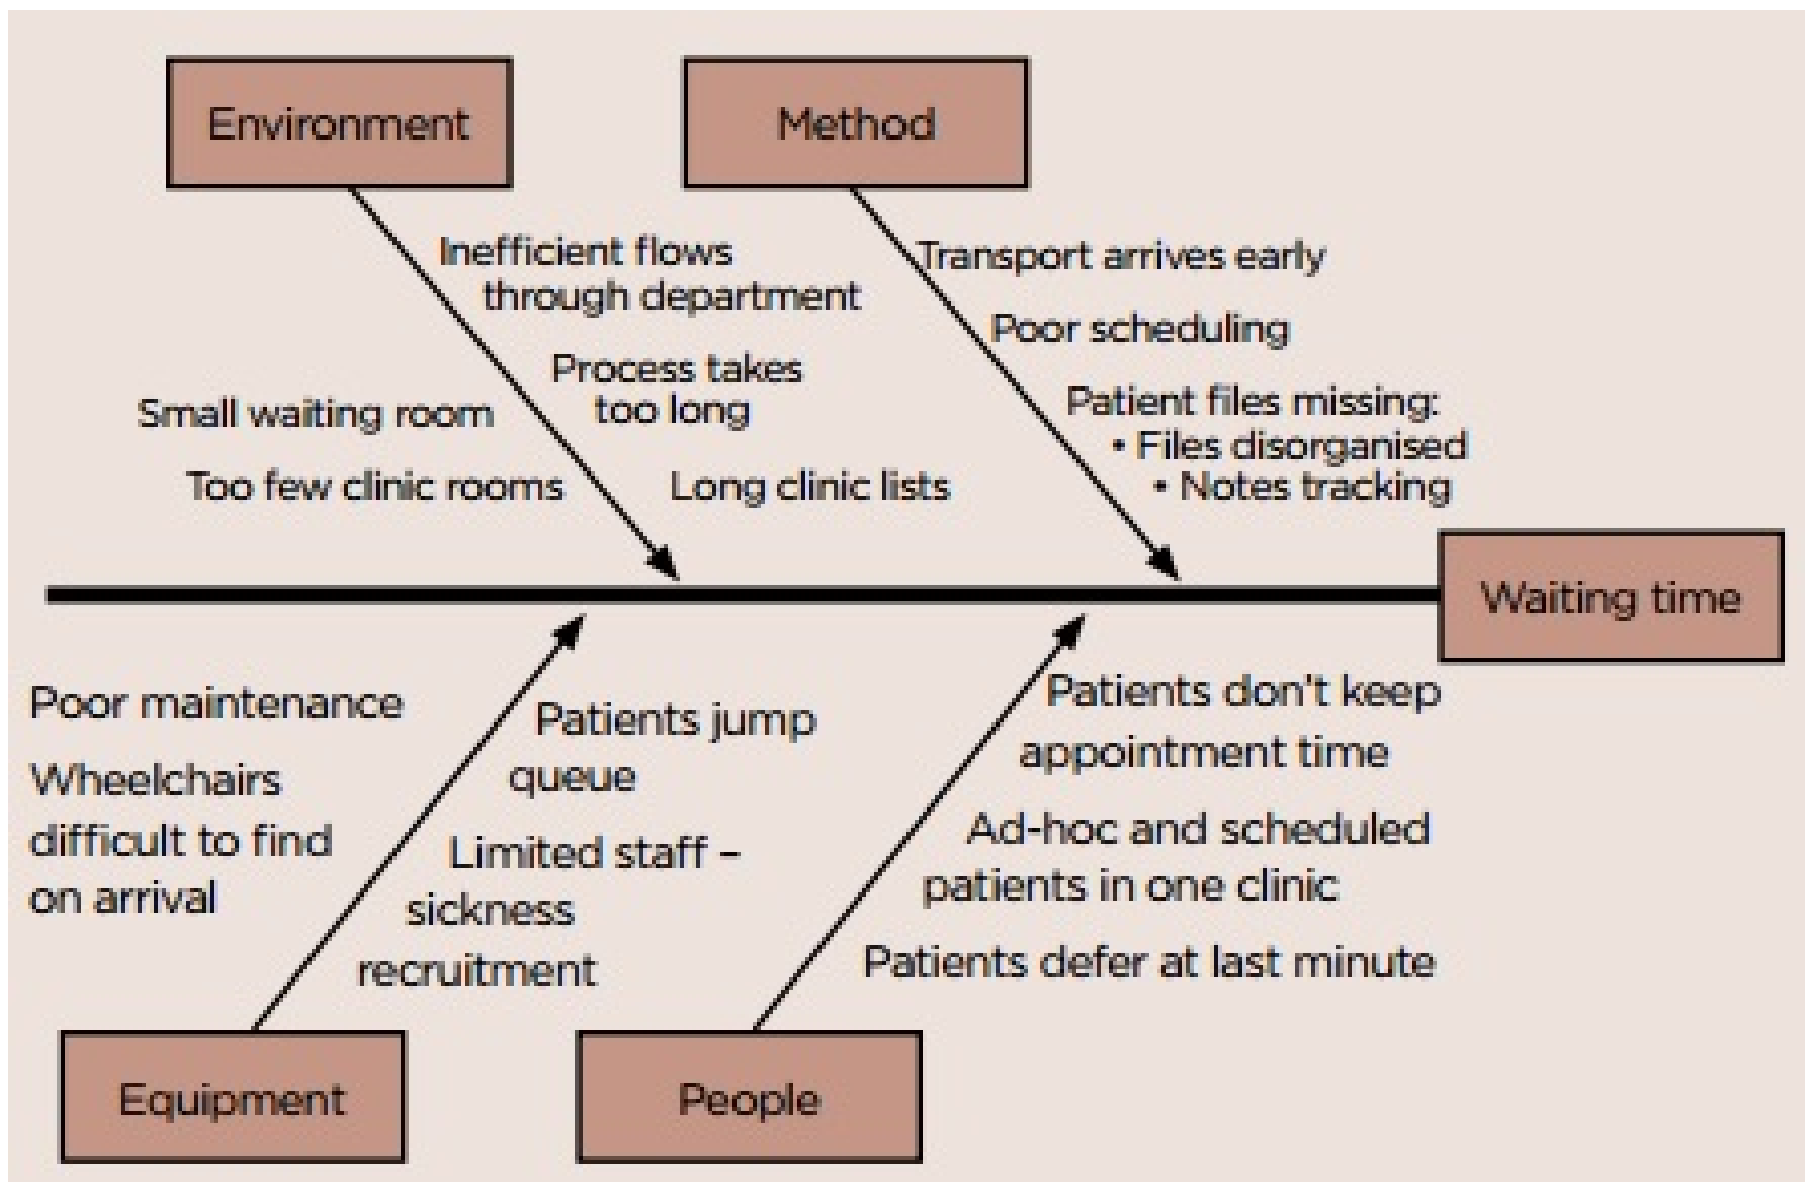 Environment
Method
Inefficient flows
through department
Process takes
too long
Small waiting room
Too few clinic rooms
Long clinic lists
Transport arrives early
Poor scheduling
Patient files missing:
• Files disorganised
• Notes tracking
Waiting time
Poor maintenance
Wheelchairs
difficult to find
on arrival
Patients jump
queue
Limited staff –
sickness
recruitment
Patients don't keep
appointment time
Ad-hoc and scheduled
patients in one clinic
Patients defer at last minute
Equipment
People